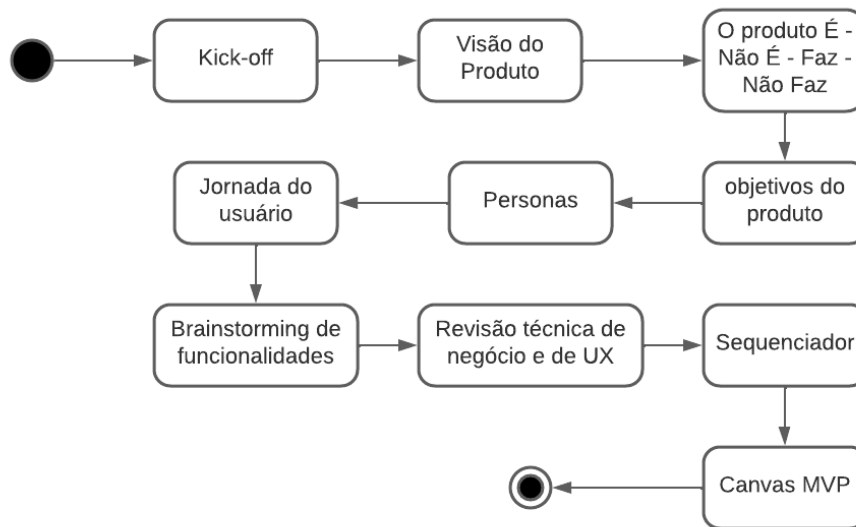 Kick-off
Visão do
Produto
O produto É -
Não É - Faz -
Não Faz
objetivos do
produto
Personas
Jornada do
usuário
Brainstorming de
funcionalidades
Revisão técnica de
negócio e de UX
Sequenciador
Canvas MVP